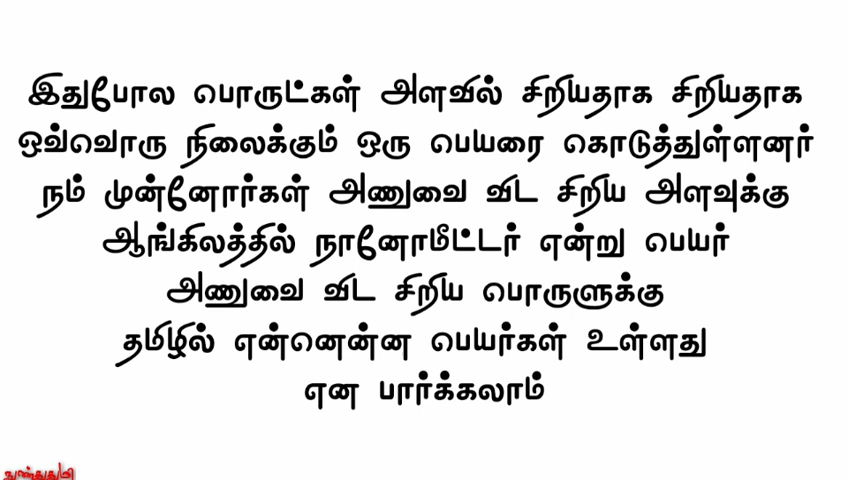 இதுபோல பொருட்கள் அளவில் சிறியதாக சிறியதாக
ஒவ்வொரு நிலைக்கும் ஒரு பெயரை கொடுத்துள்ளனர்
நம் முன்னோர்கள் அணுவை விட சிறிய அளவுக்கு
ஆங்கிலத்தில் நானோமீட்டர் என்று பெயர்
அணுவை விட சிறிய பொருளுக்கு
தமிழில் என்னென்ன பெயர்கள் உள்ளது
என பார்க்கலாம்